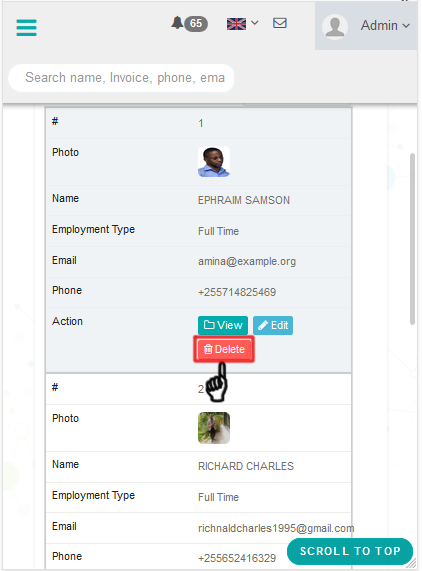 65
Admin
Search name, Invoice, phone, ema
# 1
Photo
Name EPHRAIM SAMSON
Employment Type Full Time
Email amina@example.org
Phone +255714825469
Action View Edit
Delete
# 2
Photo
Name RICHARD CHARLES
Employment Type Full Time
Email richnaldcharles1995@gmail.com
Phone +255652416329
SCROLL TO TOP